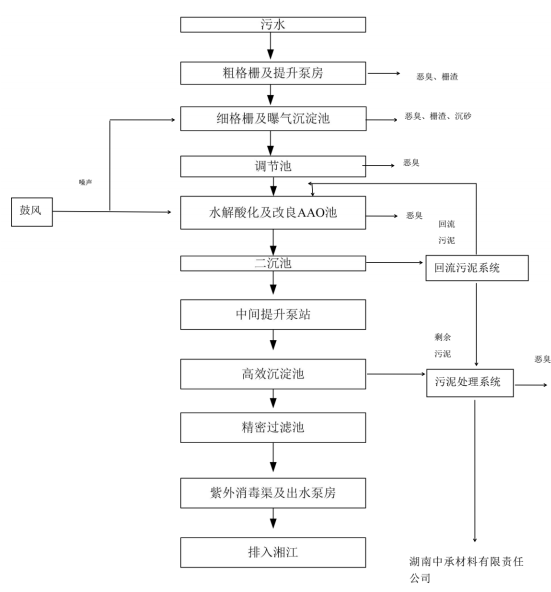 污水
粗格栅及提升泵房
恶臭、栅渣
细格栅及曝气沉淀池
恶臭、栅渣、沉砂
调节池
恶臭
噪声
鼓风
水解酸化及改良AAO池
恶臭
回流
污泥
二沉池
回流污泥系统
中间提升泵站
剩余
污泥
高效沉淀池
污泥处理系统
恶臭
精密过滤池
紫外消毒渠及出水泵房
排入湘江
湖南中承材料有限责任
公司